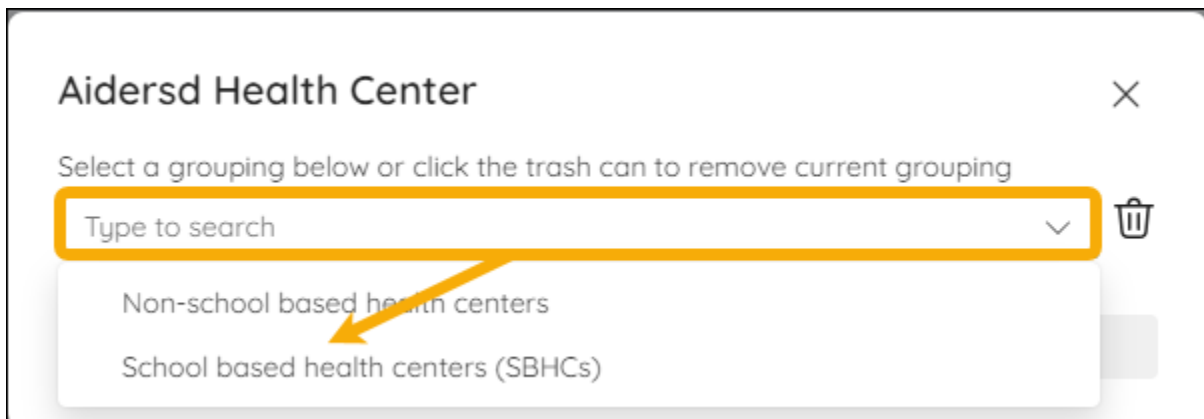 Aidersd Health Center
Select a grouping below or click the trash can to remove current grouping
Type to search
Non-school based health centers
School based health centers (SBHCs)